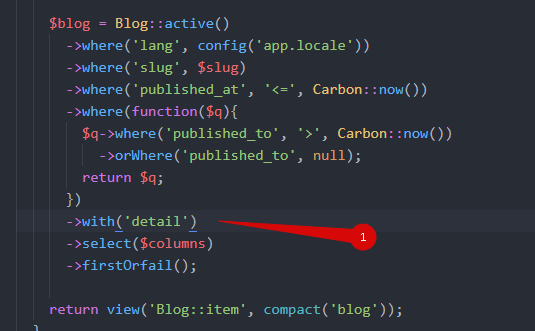 $blog = Blog::active()
->where('lang', config('app.locale'))
->where('slug', $slug)
->where('published_at', '<=', Carbon::now())
->where(function($q){
$q->where('published_to', '>', Carbon::now())
->orWhere('published_to', null);
return $q;
})
->with('detail')
1
->select($columns)
->firstOrfail();
return view('Blog::item', compact('blog'));
}